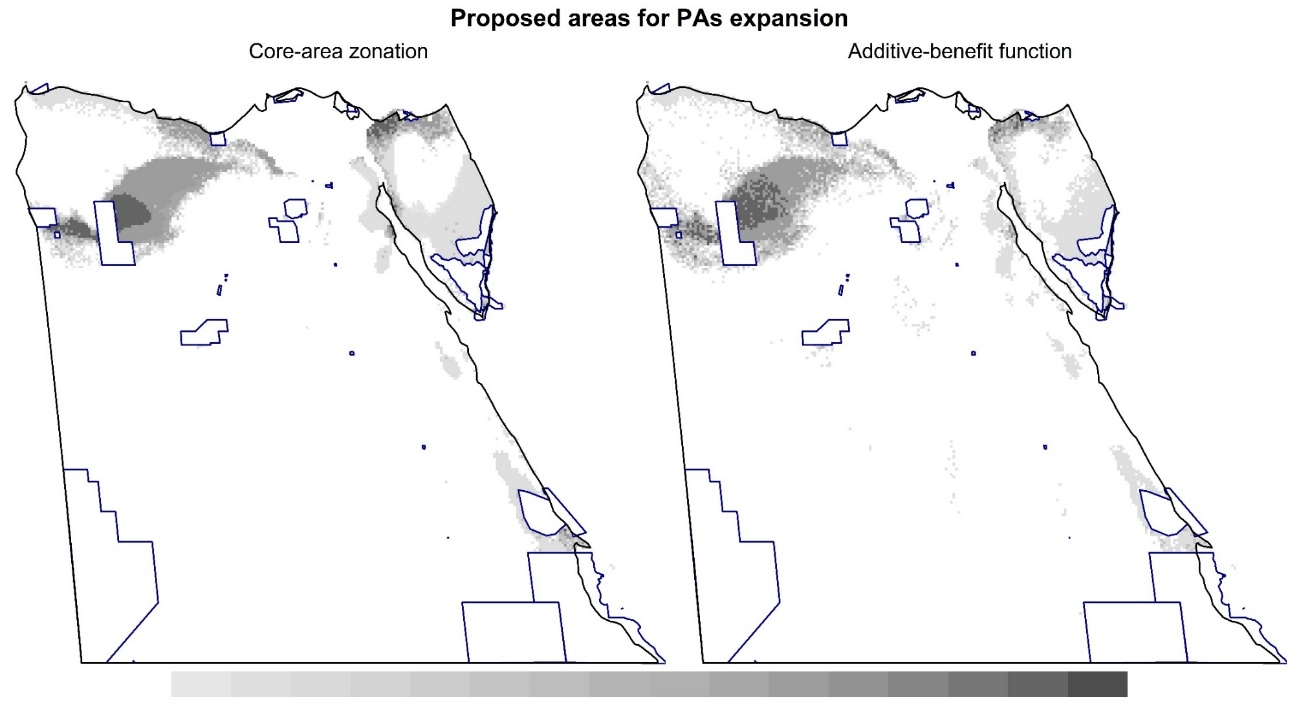 Proposed areas for PAs expansion
Core-area zonation
Additive-benefit function